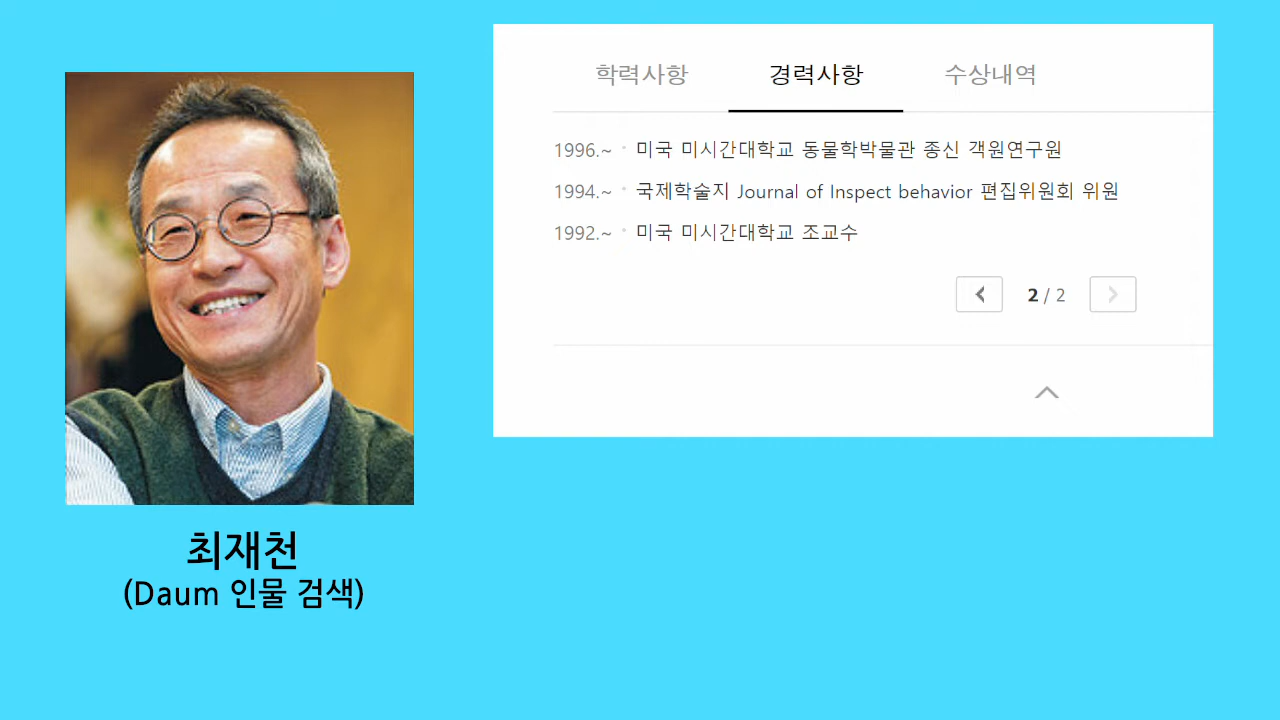 학력사항 경력사항 수상내역
1996.~ 미국 미시간대학교 동물학박물관 종신 객원연구원
1994.~ 국제학술지 Journal of Inspect behavior 편집위원회 위원
1992.~ 미국 미시간대학교 조교수
2 / 2
최재천
(Daum 인물 검색)